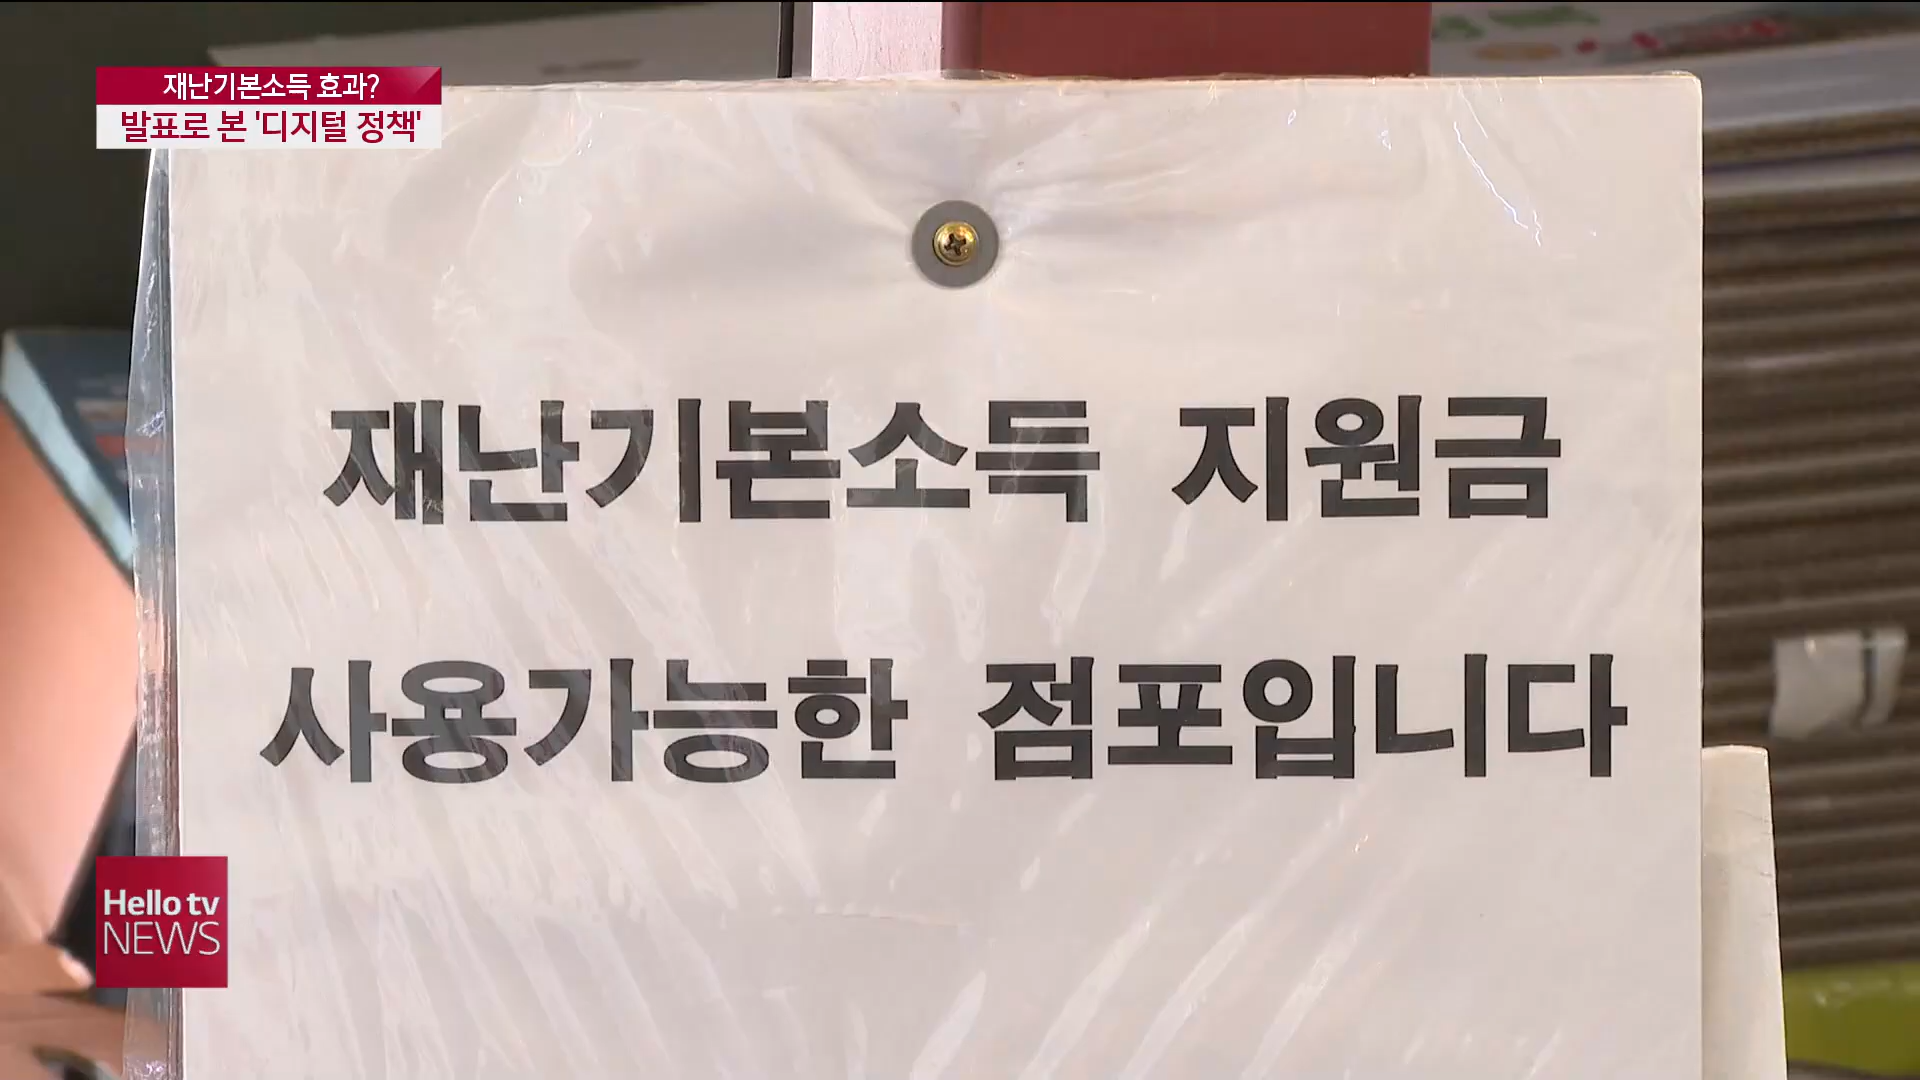 재난기본소득 효과?
발표로 본 '디지털 정책'
재난기본소득 지원금
사용가능한 점포입니다
Hello tv
NEWS